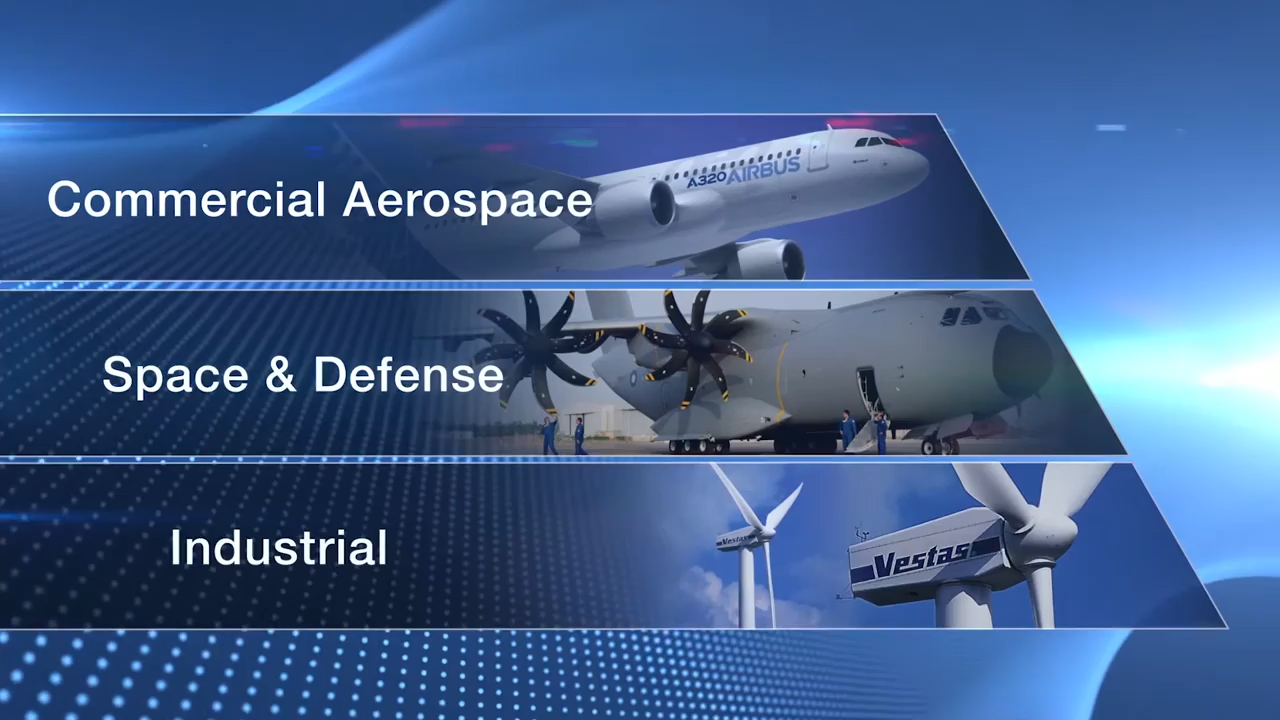 Commercial Aerospace
A320 AIRBUS
Space & Defense
Industrial
Vestas
Vestas